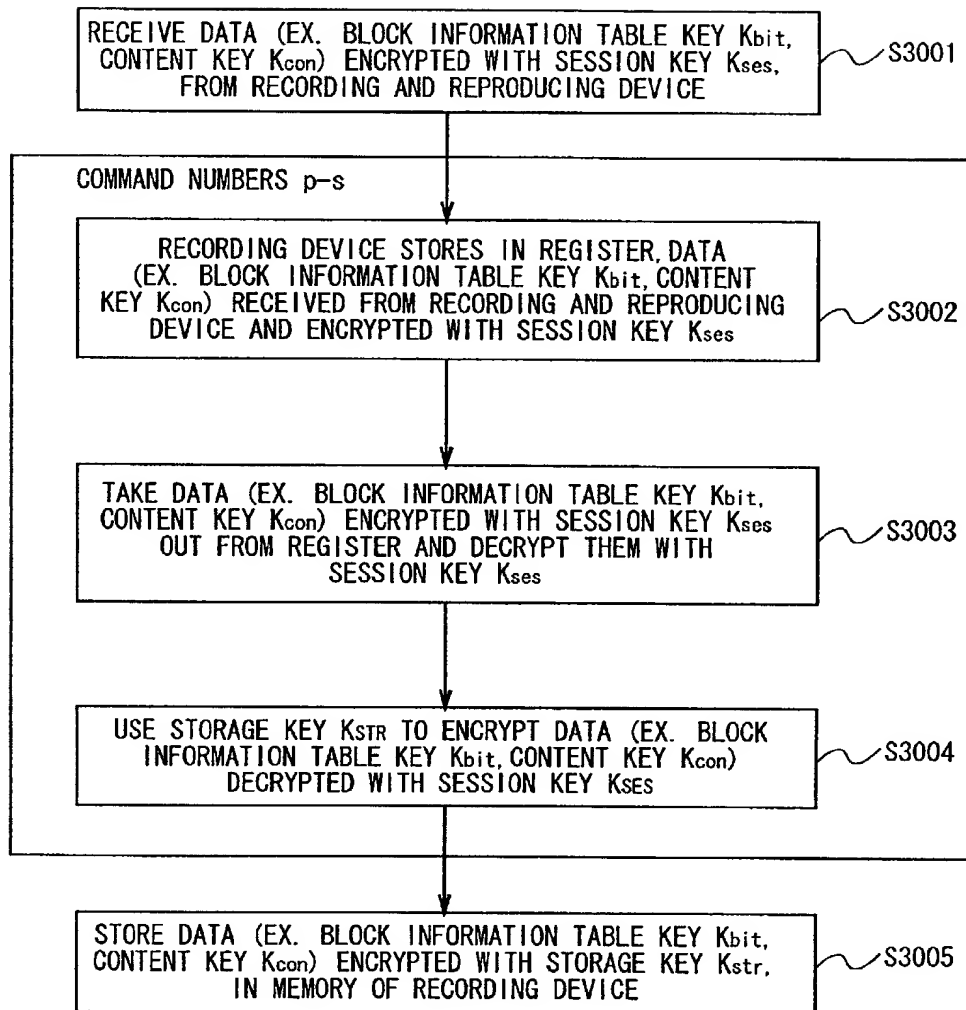 RECEIVE DATA (EX. BLOCK INFORMATION TABLE KEY Kbit,
CONTENT KEY Kcon) ENCRYPTED WITH SESSION KEY Kses,
FROM RECORDING AND REPRODUCING DEVICE
S3001
COMMAND NUMBERS p-s
RECORDING DEVICE STORES IN REGISTER, DATA
(EX. BLOCK INFORMATION TABLE KEY Kbit, CONTENT
KEY Kcon) RECEIVED FROM RECORDING AND REPRODUCING
DEVICE AND ENCRYPTED WITH SESSION KEY Kses
S3002
TAKE DATA (EX. BLOCK INFORMATION TABLE KEY Kbit,
CONTENT KEY Kcon) ENCRYPTED WITH SESSION KEY Kses
OUT FROM REGISTER AND DECRYPT THEM WITH
SESSION KEY Kses
S3003
USE STORAGE KEY KSTR TO ENCRYPT DATA (EX. BLOCK
INFORMATION TABLE KEY Kbit, CONTENT KEY Kcon)
DECRYPTED WITH SESSION KEY KSES
S3004
STORE DATA (EX. BLOCK INFORMATION TABLE KEY Kbit,
CONTENT KEY Kcon) ENCRYPTED WITH STORAGE KEY Kstr,
IN MEMORY OF RECORDING DEVICE
S3005